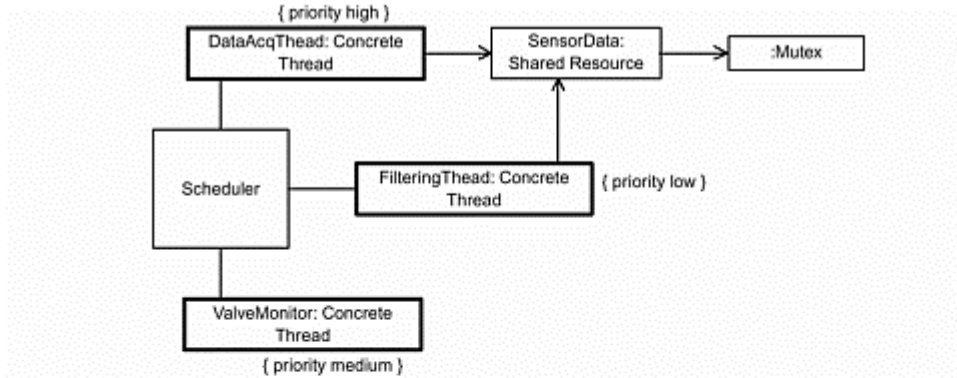 { priority high }
DataAcqThead: Concrete
Thread
SensorData:
Shared Resource
:Mutex
Scheduler
FilteringThead: Concrete
Thread
{ priority low }
ValveMonitor: Concrete
Thread
{ priority medium }